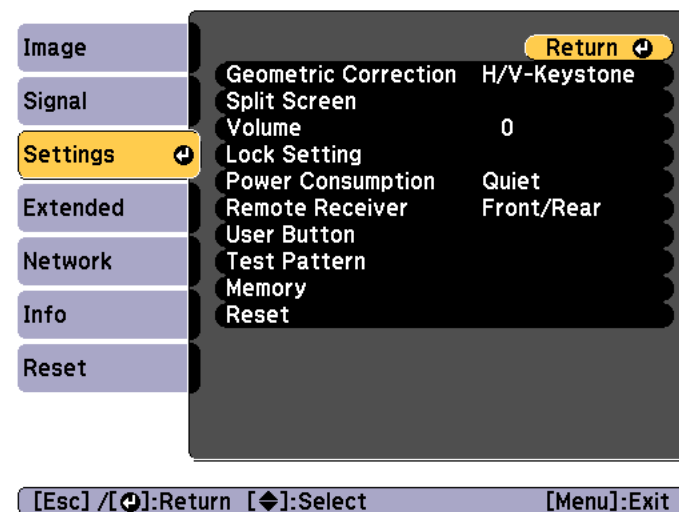 Image
Signal
Settings
Extended
Network
Info
Reset
Return
Geometric Correction H/V-Keystone
Split Screen
Volume 0
Lock Setting
Power Consumption Quiet
Remote Receiver Front/Rear
User Button
Test Pattern
Memory
Reset
[Esc] /[⏎]:Return [◆]:Select [Menu]:Exit